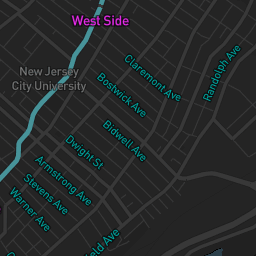 West Side
Claremont Ave
Randolph Ave
New Jersey
City University
Bostwick Ave
Bidwell Ave
Dwight St
Armstrong Ave
Stevens Ave
Warner Ave
Ave